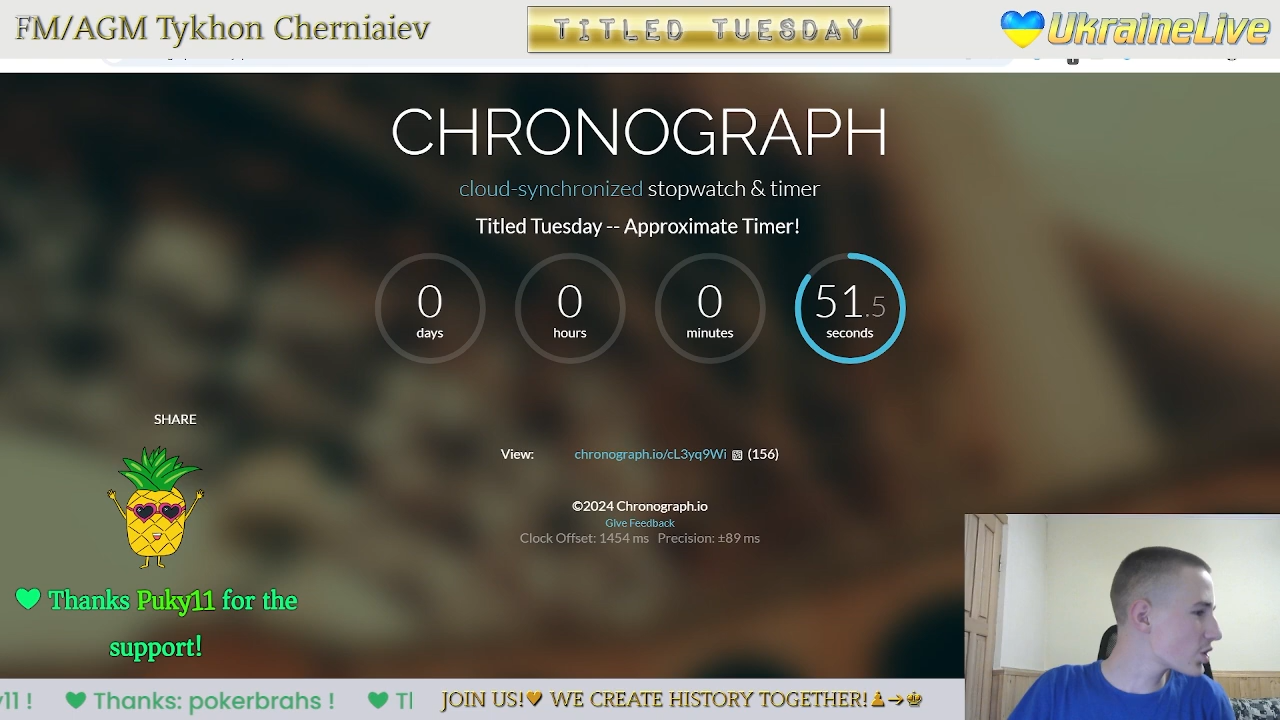 FM/AGM Tykhon Cherniaiev
TITLED TUESDAY
💙UkraineLive
CHRONOGRAPH
cloud-synchronized stopwatch & timer
Titled Tuesday -- Approximate Timer!
0 days
0 hours
0 minutes
51.5 seconds
SHARE
View: chronograph.io/cL3yq9Wi (156)
©2024 Chronograph.io
Give Feedback
Clock Offset: 1454 ms Precision: ±89 ms
💚 Thanks Puky11 for the
support!
y11 ! 💚 Thanks: pokerbrahs ! 💚 Tl
JOIN US!🧡 WE CREATE HISTORY TOGETHER!♟➔♚